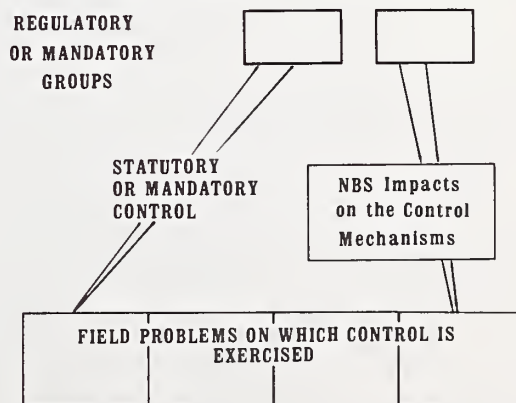 REGULATORY
OR MANDATORY
GROUPS
STATUTORY
OR MANDATORY
CONTROL
NBS Impacts
on the Control
Mechanisms
FIELD PROBLEMS ON WHICH CONTROL IS
EXERCISED